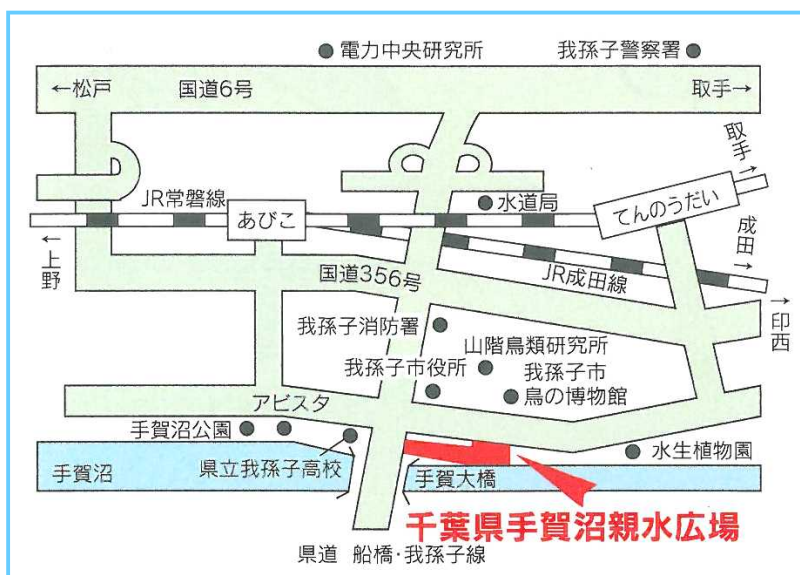 電力中央研究所
我孫子警察署
←松戸
国道6号
取手→
取手→
JR常磐線
水道局
あびこ
てんのうだい
←上野
成田→
国道356号
JR成田線
→印西
我孫子消防署
山階鳥類研究所
我孫子市役所
我孫子市
鳥の博物館
アビスタ
手賀沼公園
水生植物園
県立我孫子高校
手賀沼
手賀大橋
千葉県手賀沼親水広場
県道 船橋・我孫子線